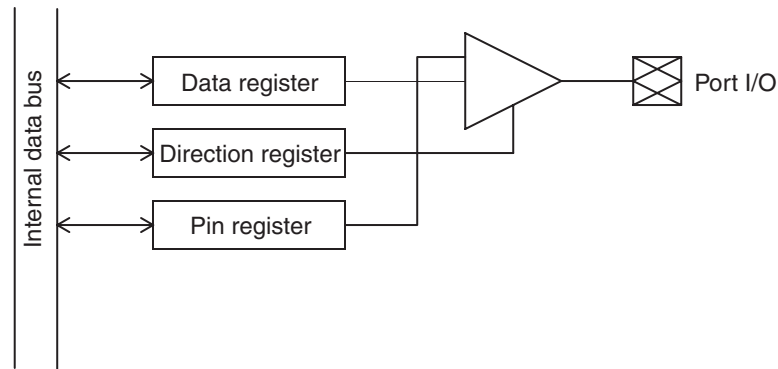 Internal data bus
Data register
Port I/O
Direction register
Pin register